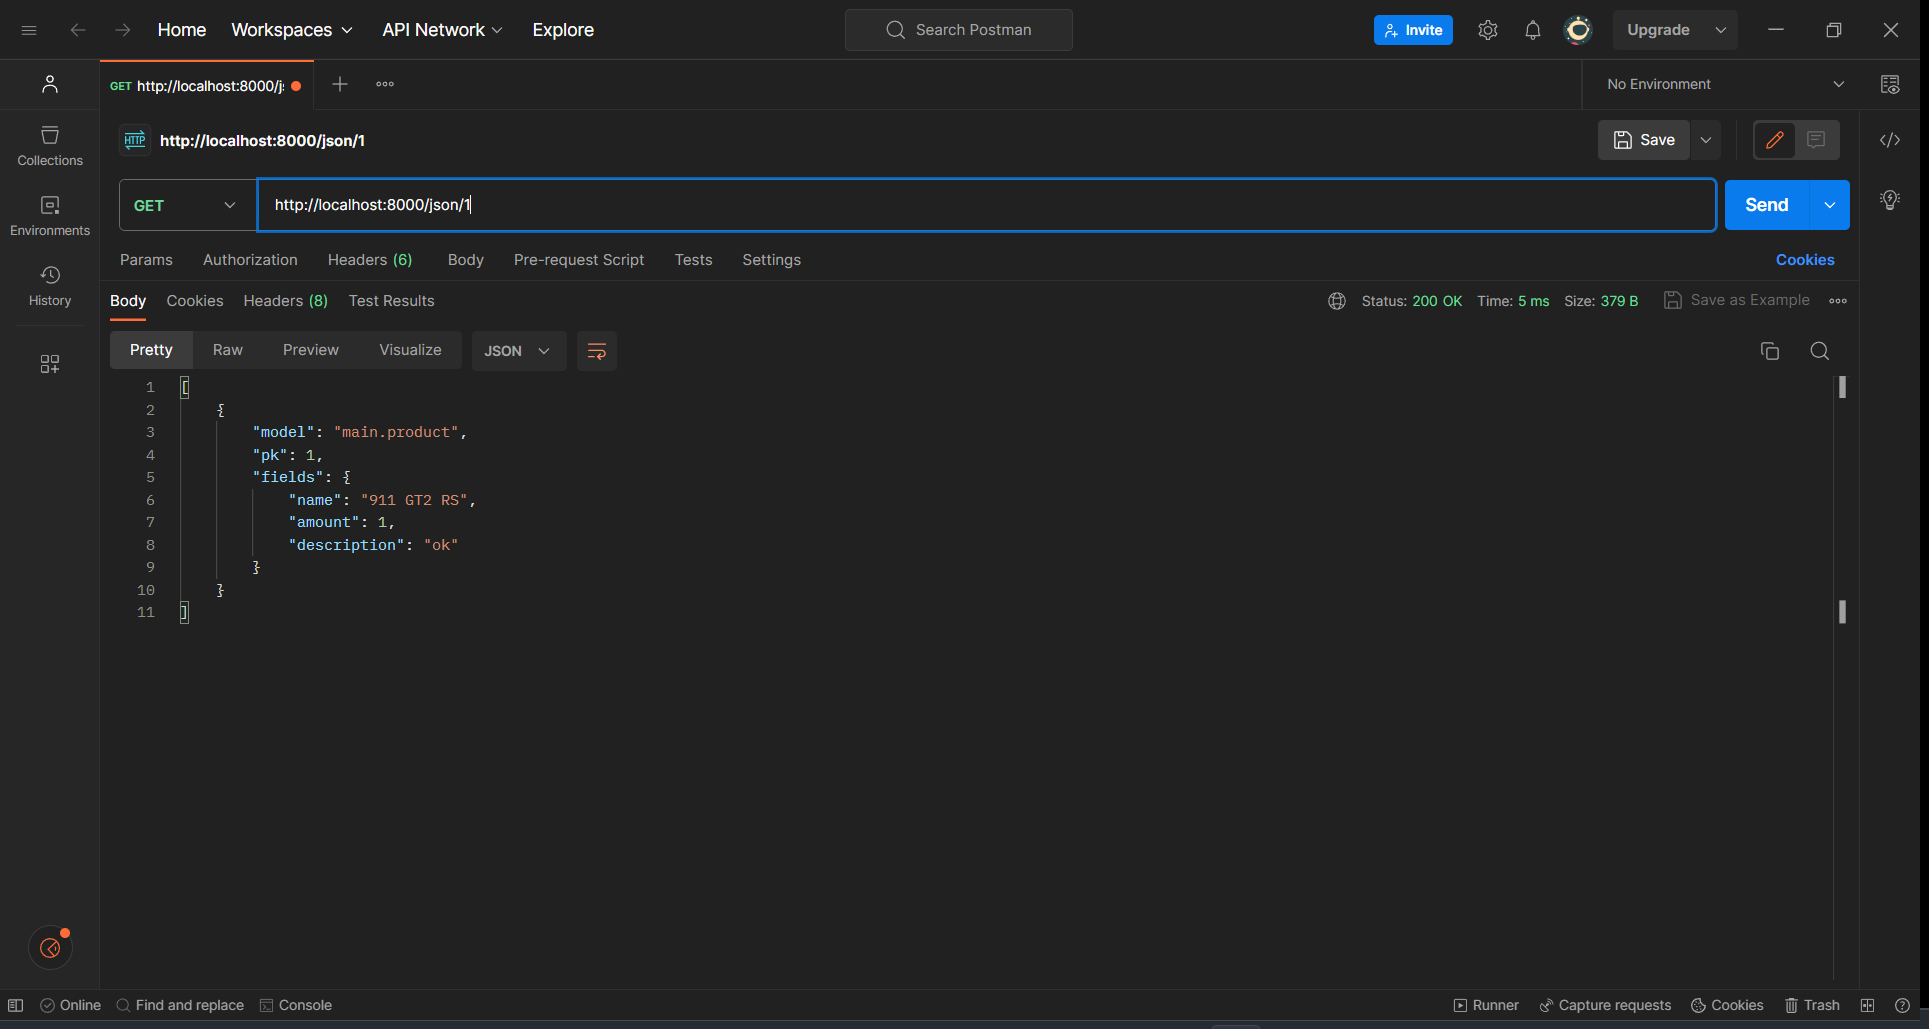 Home Workspaces API Network Explore Search Postman Invite Upgrade
GET http://localhost:8000/j No Environment
HTTP http://localhost:8000/json/1 Save
Collections
GET http://localhost:8000/json/1 Send
Environments
Params Authorization Headers (6) Body Pre-request Script Tests Settings Cookies
History
Body Cookies Headers (8) Test Results Status: 200 OK Time: 5 ms Size: 379 B Save as Example
Pretty Raw Preview Visualize JSON
1 [
2 {
3 "model": "main.product",
4 "pk": 1,
5 "fields": {
6 "name": "911 GT2 RS",
7 "amount": 1,
8 "description": "ok"
9 }
10 }
11 ]
Online Find and replace Console Runner Capture requests Cookies Trash